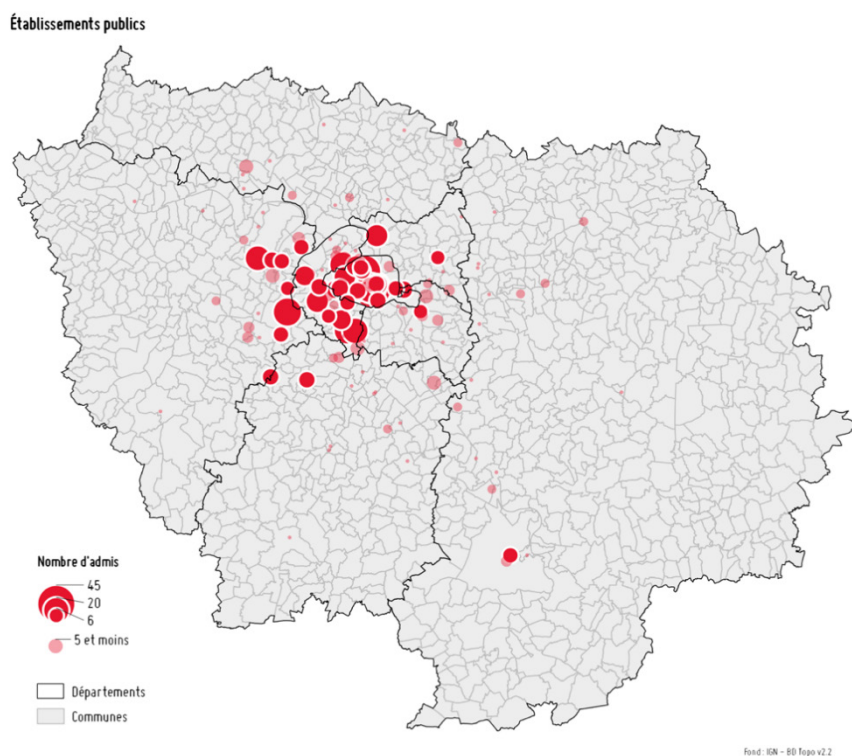 Établissements publics
Nombre d'admis
45
20
6
5 et moins
Départements
Communes
Fond : IGN - BD Topo v2.2